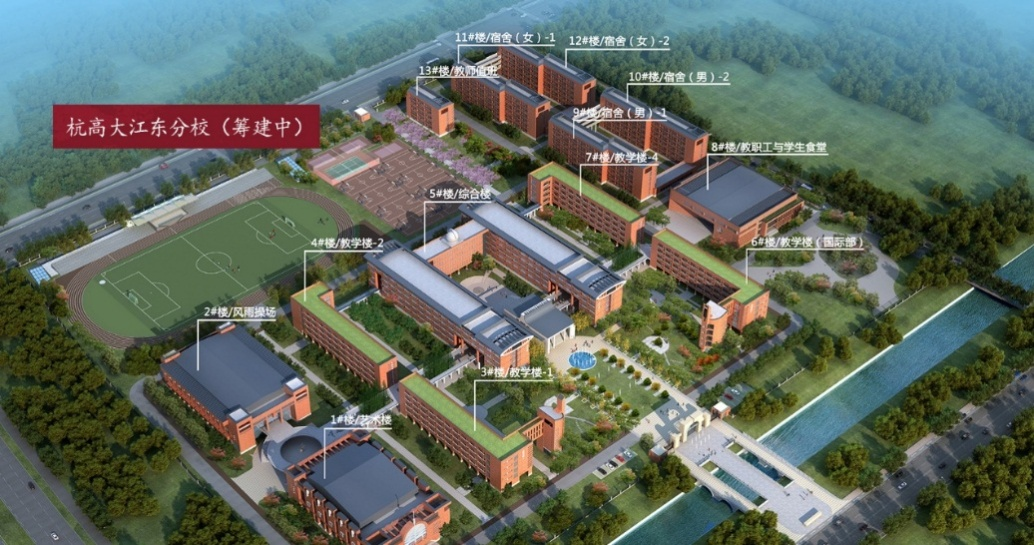 11#楼/宿舍（女）-1
12#楼/宿舍（女）-2
13#楼/教师值班
10#楼/宿舍（男）-2
9#楼/宿舍（男）-1
杭高大江东分校（筹建中）
8#楼/教职工与学生食堂
7#楼/教学楼-4
5#楼/综合楼
4#楼/教学楼-2
6#楼/教学楼（国际部）
2#楼/风雨操场
3#楼/教学楼-1
1#楼/艺术楼